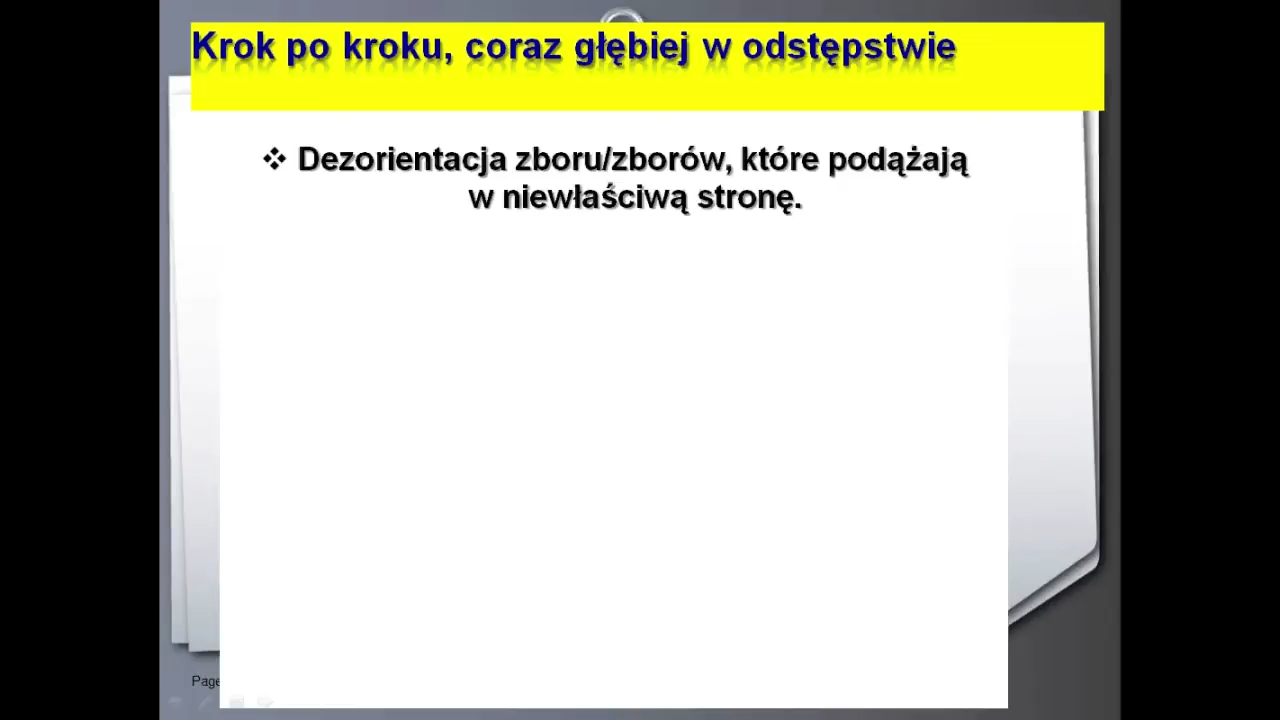 Krok po kroku, coraz głębiej w odstępstwie
❖ Dezorientacja zboru/zborów, które podążają
w niewłaściwą stronę.
Page